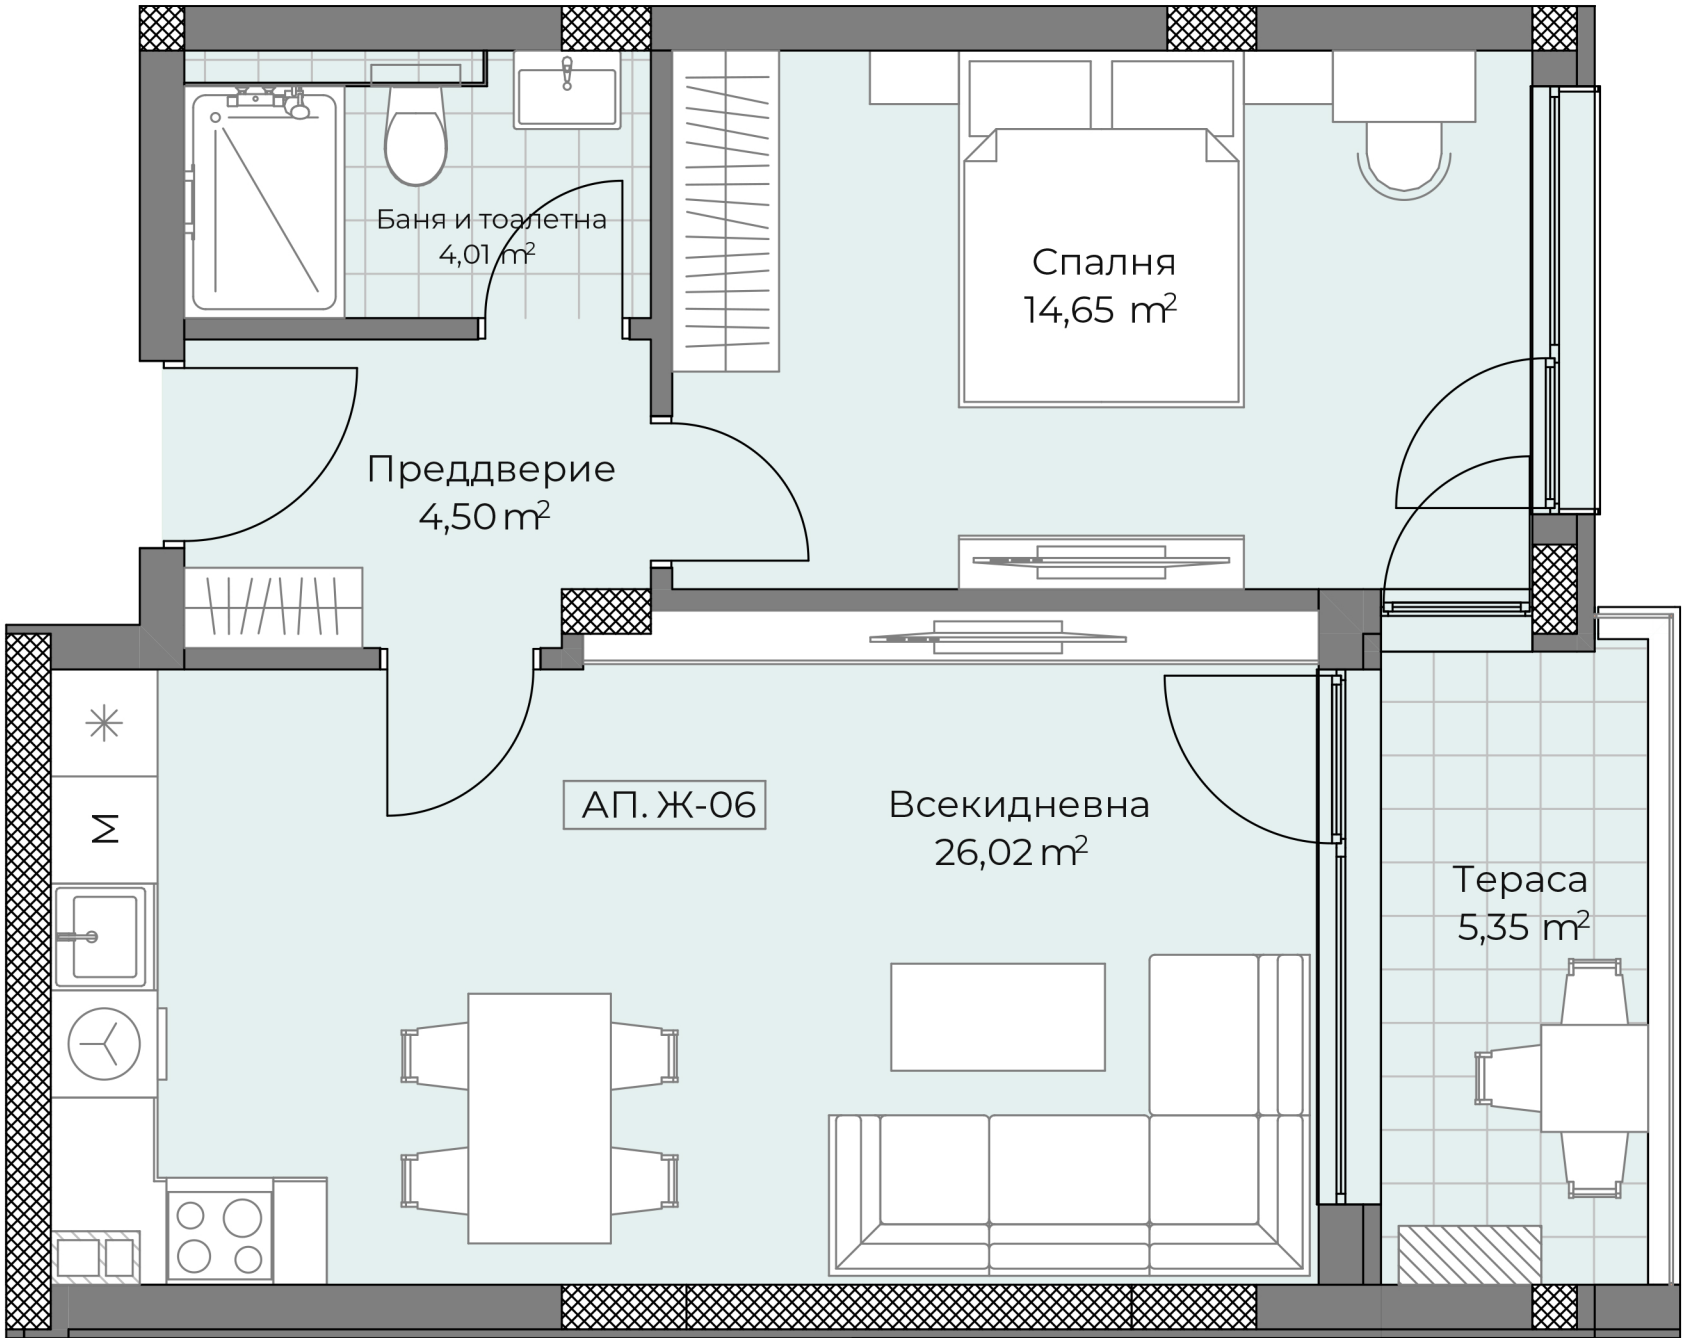 Баня и тоалетна
4,01 m²
Спалня
14,65 m²
Преддверие
4,50 m²
АП. Ж-06
Всекидневна
26,02 m²
M
Тераса
5,35 m²